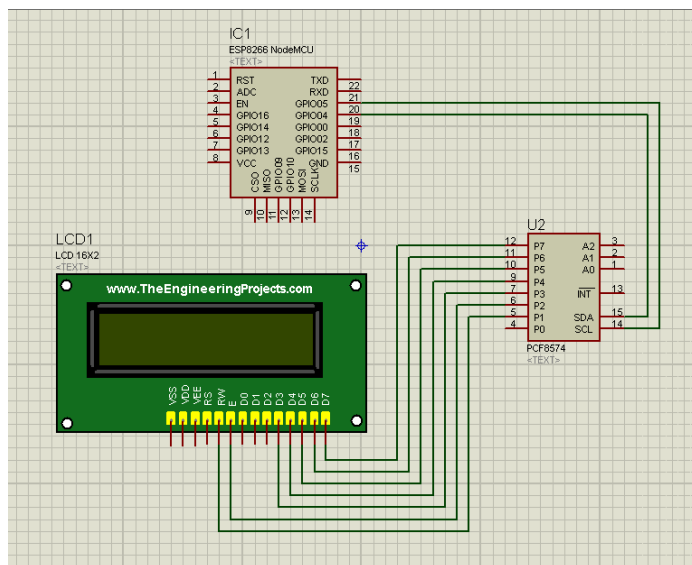 IC1
ESP8266 NodeMCU
<TEXT>
1 RST TXD
2 ADC RXD 22
3 EN GPIO05 21
4 GPIO16 GPIO04 20
5 GPIO14 GPIO00 19
6 GPIO12 GPIO02 18
7 GPIO13 GPIO15 17
8 VCC GND 16
15
CSO MISO GPIO09 GPIO10 MOSI SCLK
9 10 11 12 13 14
U2
12 P7 A2 3
11 P6 A1 2
10 P5 A0 1
9 P4
7 P3 INT 13
6 P2
5 P1 SDA 15
4 P0 SCL 14
PCF8574
<TEXT>
LCD1
LCD 16X2
<TEXT>
www.TheEngineeringProjects.com
VSS VDD VEE RS RW E D0 D1 D2 D3 D4 D5 D6 D7